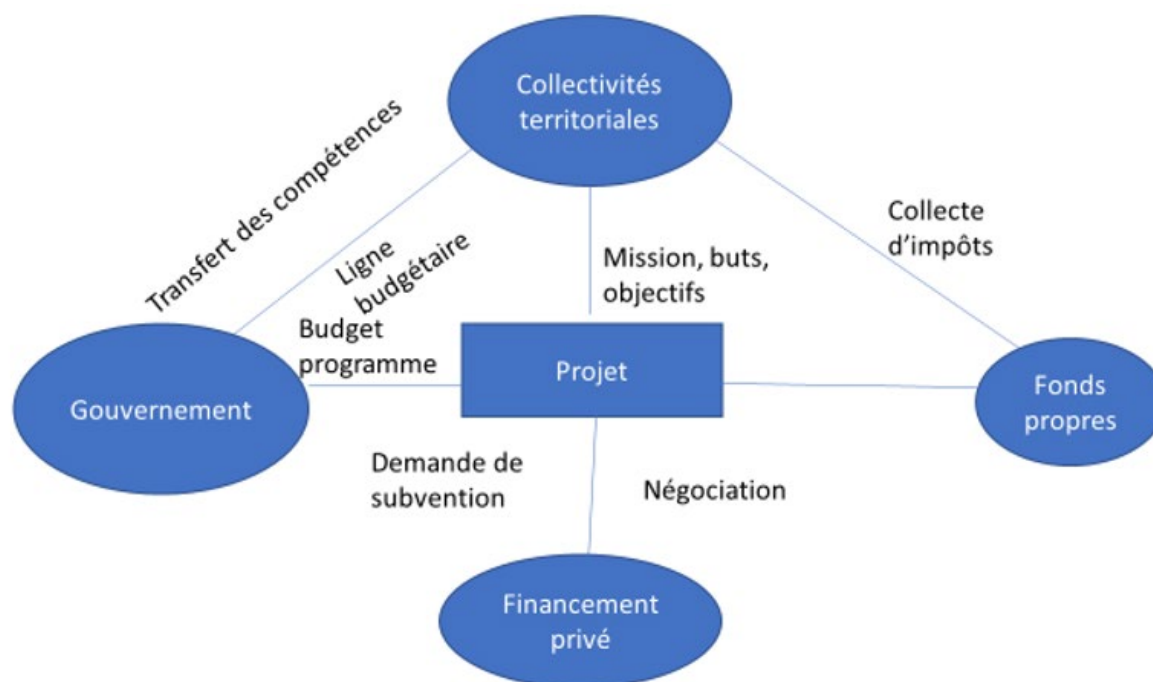 Collectivités
territoriales
Transfert des compétences
Ligne
budgétaire
Collecte
d’impôts
Mission, buts,
objectifs
Budget
programme
Projet
Gouvernement
Fonds
propres
Demande de
subvention
Négociation
Financement
privé